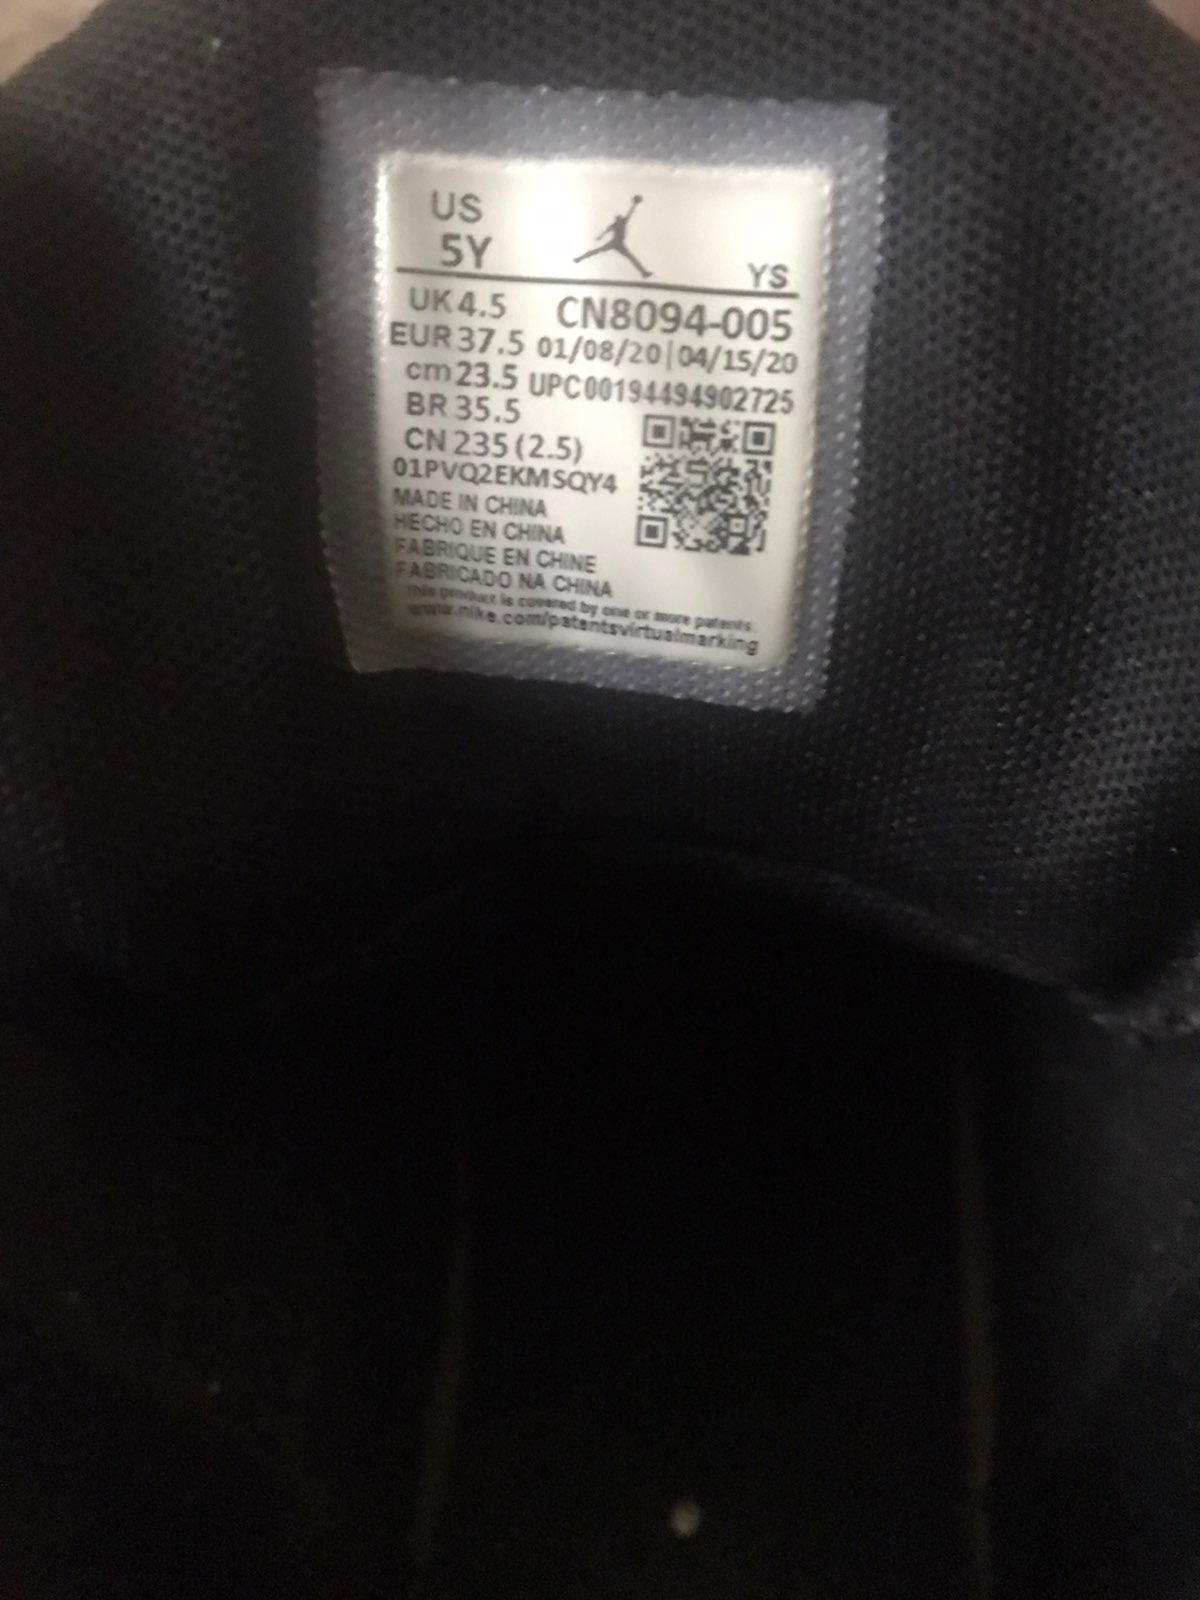 US
5Y
YS
UK 4.5
CN8094-005
EUR 37.5
01/08/20|04/15/20
cm 23.5
UPC00194494902725
BR 35.5
CN 235 (2.5)
01PVQ2EKMSQY4
MADE IN CHINA
HECHO EN CHINA
FABRIQUE EN CHINE
FABRICADO NA CHINA
this product is covered by one or more patents:
www.nike.com/patentsvirtualmarking